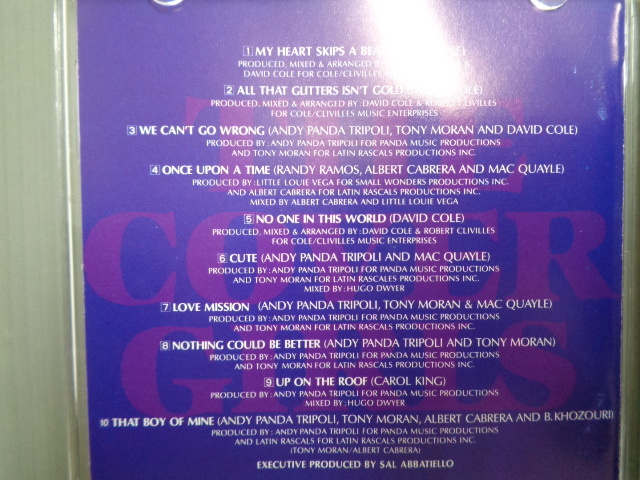 1 MY HEART SKIPS A
PRODUCED, MIXED & ARRANGED BY &
DAVID COLE FOR COLE/CLIVILLES MUSIC
2 ALL THAT GLITTERS ISN'T GOLD COLE)
PRODUCED, MIXED & ARRANGED BY: DAVID COLE & ROBERT CLIVILLES
FOR COLE/CLIVILLES MUSIC ENTERPRISES
3 WE CAN'T GO WRONG (ANDY PANDA TRIPOLI, TONY MORAN AND DAVID COLE)
PRODUCED BY: ANDY PANDA TRIPOLI FOR PANDA MUSIC PRODUCTIONS
AND TONY MORAN FOR LATIN RASCALS PRODUCTIONS INC.
4 ONCE UPON A TIME (RANDY RAMOS, ALBERT CABRERA AND MAC QUAYLE)
PRODUCED BY: LITTLE LOUIE VEGA FOR SMALL WONDERS PRODUCTIONS INC.
AND ALBERT CABRERA FOR LATIN RASCALS PRODUCTIONS INC.
MIXED BY ALBERT CABRERA AND LITTLE LOUIE VEGA
5 NO ONE IN THIS WORLD (DAVID COLE)
PRODUCED, MIXED & ARRANGED BY: DAVID COLE & ROBERT CLIVILLES
FOR COLE/CLIVILLES MUSIC ENTERPRISES
6 CUTE (ANDY PANDA TRIPOLI AND MAC QUAYLE)
PRODUCED BY: ANDY PANDA TRIPOLI FOR PANDA MUSIC PRODUCTIONS
AND TONY MORAN FOR LATIN RASCALES PRODUCTIONS INC.
MIXED BY: HUGO DWYER
7 LOVE MISSION (ANDY PANDA TRIPOLI, TONY MORAN & MAC QUAYLE)
PRODUCED BY: ANDY PANDA TRIPOLI FOR PANDA MUSIC PRODUCTIONS
AND TONY MORAN FOR LATIN RASCALS PRODUCTIONS INC.
8 NOTHING COULD BE BETTER (ANDY PANDA TRIPOLI AND TONY MORAN)
PRODUCED BY: ANDY PANDA TRIPOLI FOR PANDA MUSIC PRODUCTIONS
AND TONY MORAN FOR LATIN RASCALS PRODUCTIONS INC.
9 UP ON THE ROOF (CAROL KING)
PRODUCED BY: ANDY PANDA TRIPOLI FOR PANDA MUSIC PRODUCTIONS
MIXED BY: HUGO DWYER
10 THAT BOY OF MINE (ANDY PANDA TRIPOLI, TONY MORAN, ALBERT CABRERA AND B. KHOZOURI)
PRODUCED BY: ANDY PANDA TRIPOLI FOR PANDA MUSIC PRODUCTIONS
AND LATIN RASCALS FOR LATIN RASCALS PRODUCTIONS INC.
(TONY MORAN/ALBERT CABRERA)
EXECUTIVE PRODUCED BY SAL ABBATIELLO
THE
COVER
GIRLS